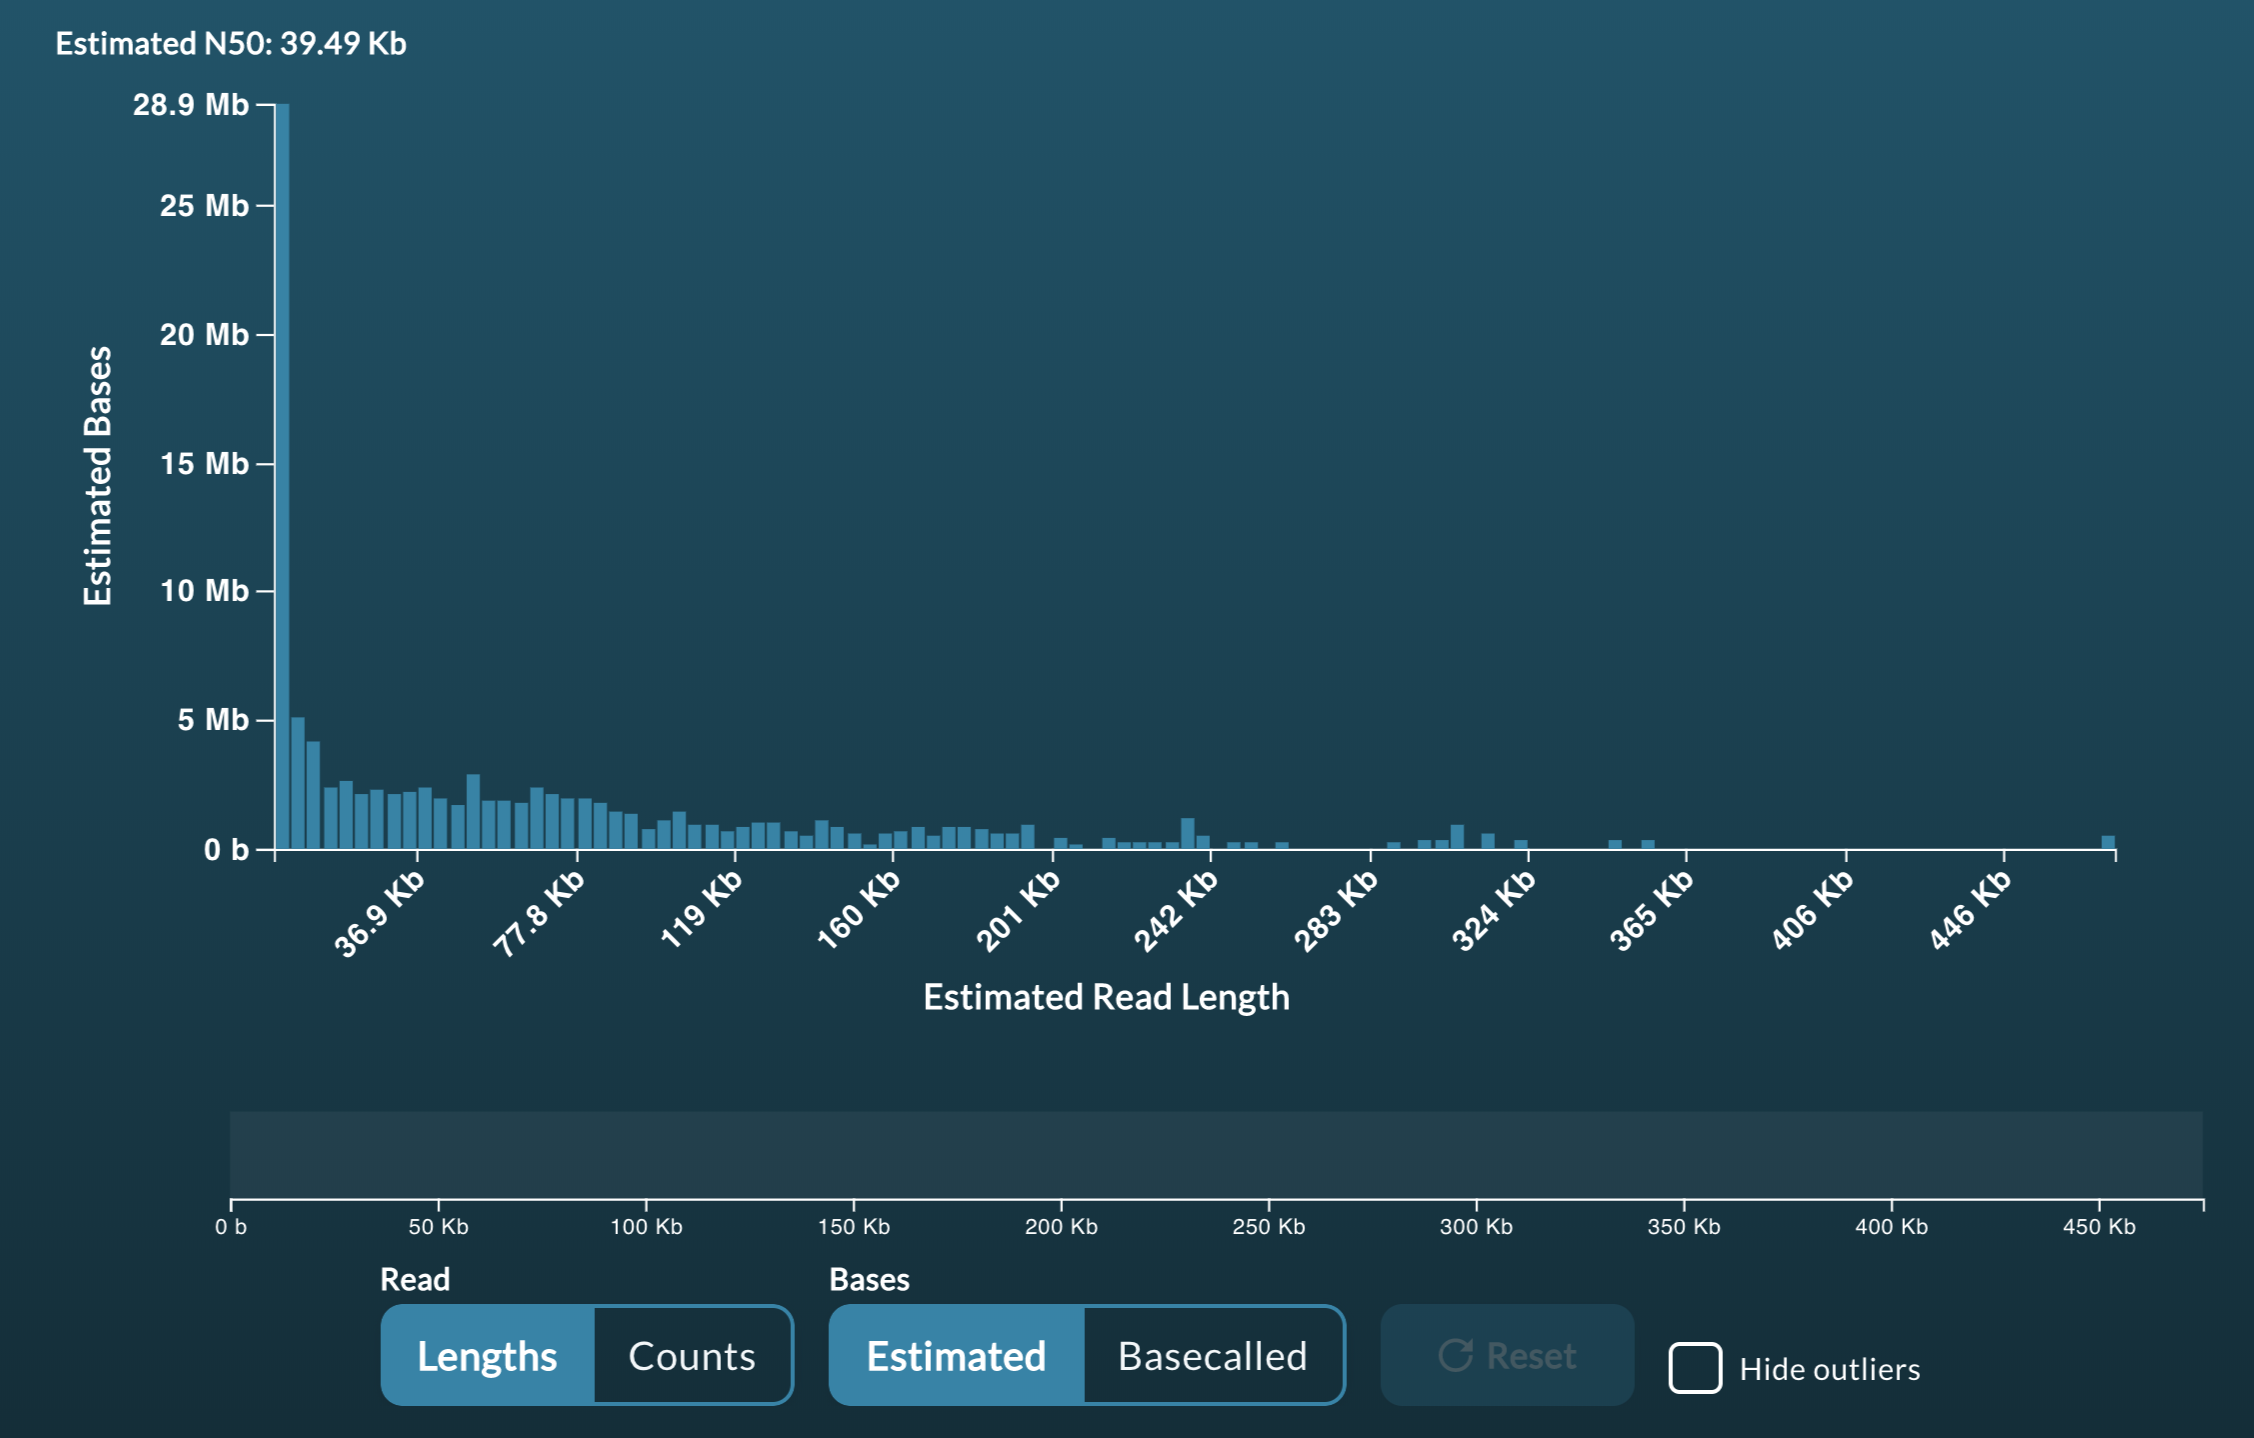 Estimated N50: 39.49 Kb
28.9 Mb
25 Mb
20 Mb
15 Mb
10 Mb
5 Mb
0 b
Estimated Bases
36.9 Kb
77.8 Kb
119 Kb
160 Kb
201 Kb
242 Kb
283 Kb
324 Kb
365 Kb
406 Kb
446 Kb
Estimated Read Length
0 b
50 Kb
100 Kb
150 Kb
200 Kb
250 Kb
300 Kb
350 Kb
400 Kb
450 Kb
Read
Bases
Lengths
Counts
Estimated
Basecalled
Reset
Hide outliers